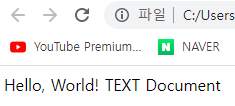 파일 | C:/Users
YouTube Premium... N NAVER
Hello, World! TEXT Document